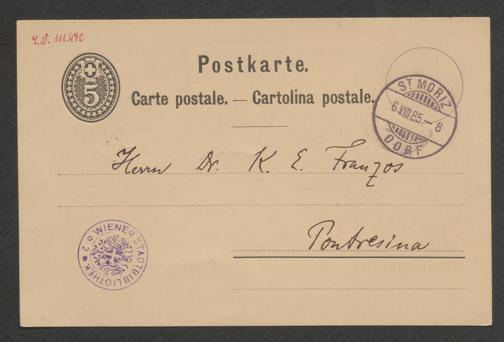 I.N. 111.472
Postkarte.
5
Carte postale. — Cartolina postale.
ST MORIZ
6.VIII.85.–8
DORF
Herrn Dr. K. E. Franzos
Pontresina
WIENER STADTBIBLIOTHEK